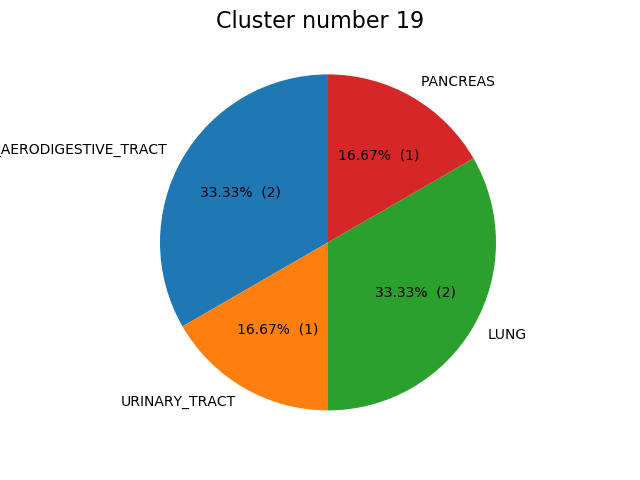 Cluster number 19
PANCREAS
_AERODIGESTIVE_TRACT
16.67% (1)
33.33% (2)
33.33% (2)
16.67% (1)
LUNG
URINARY_TRACT